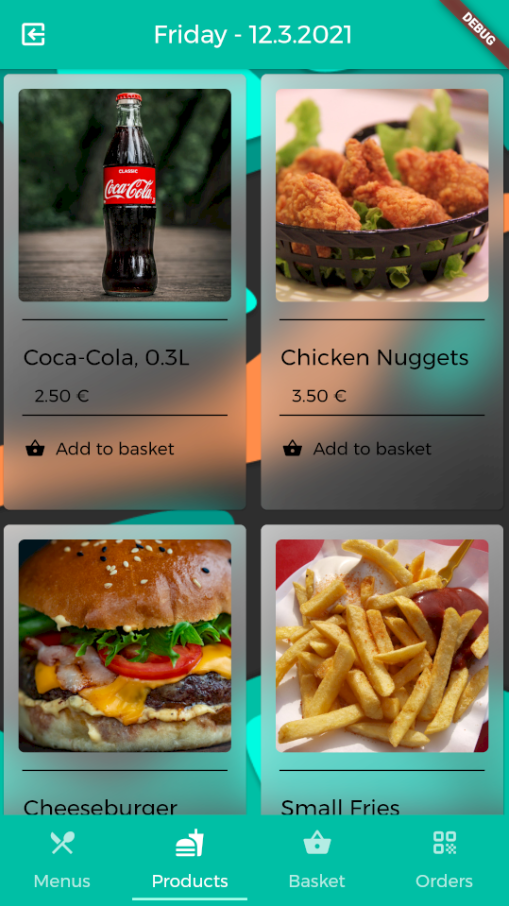 Friday - 12.3.2021
DEBUG
CLASSIC
Coca-Cola
Coca-Cola, 0.3L
2.50 €
Add to basket
Chicken Nuggets
3.50 €
Add to basket
Cheeseburger
Small Fries
Menus
Products
Basket
Orders